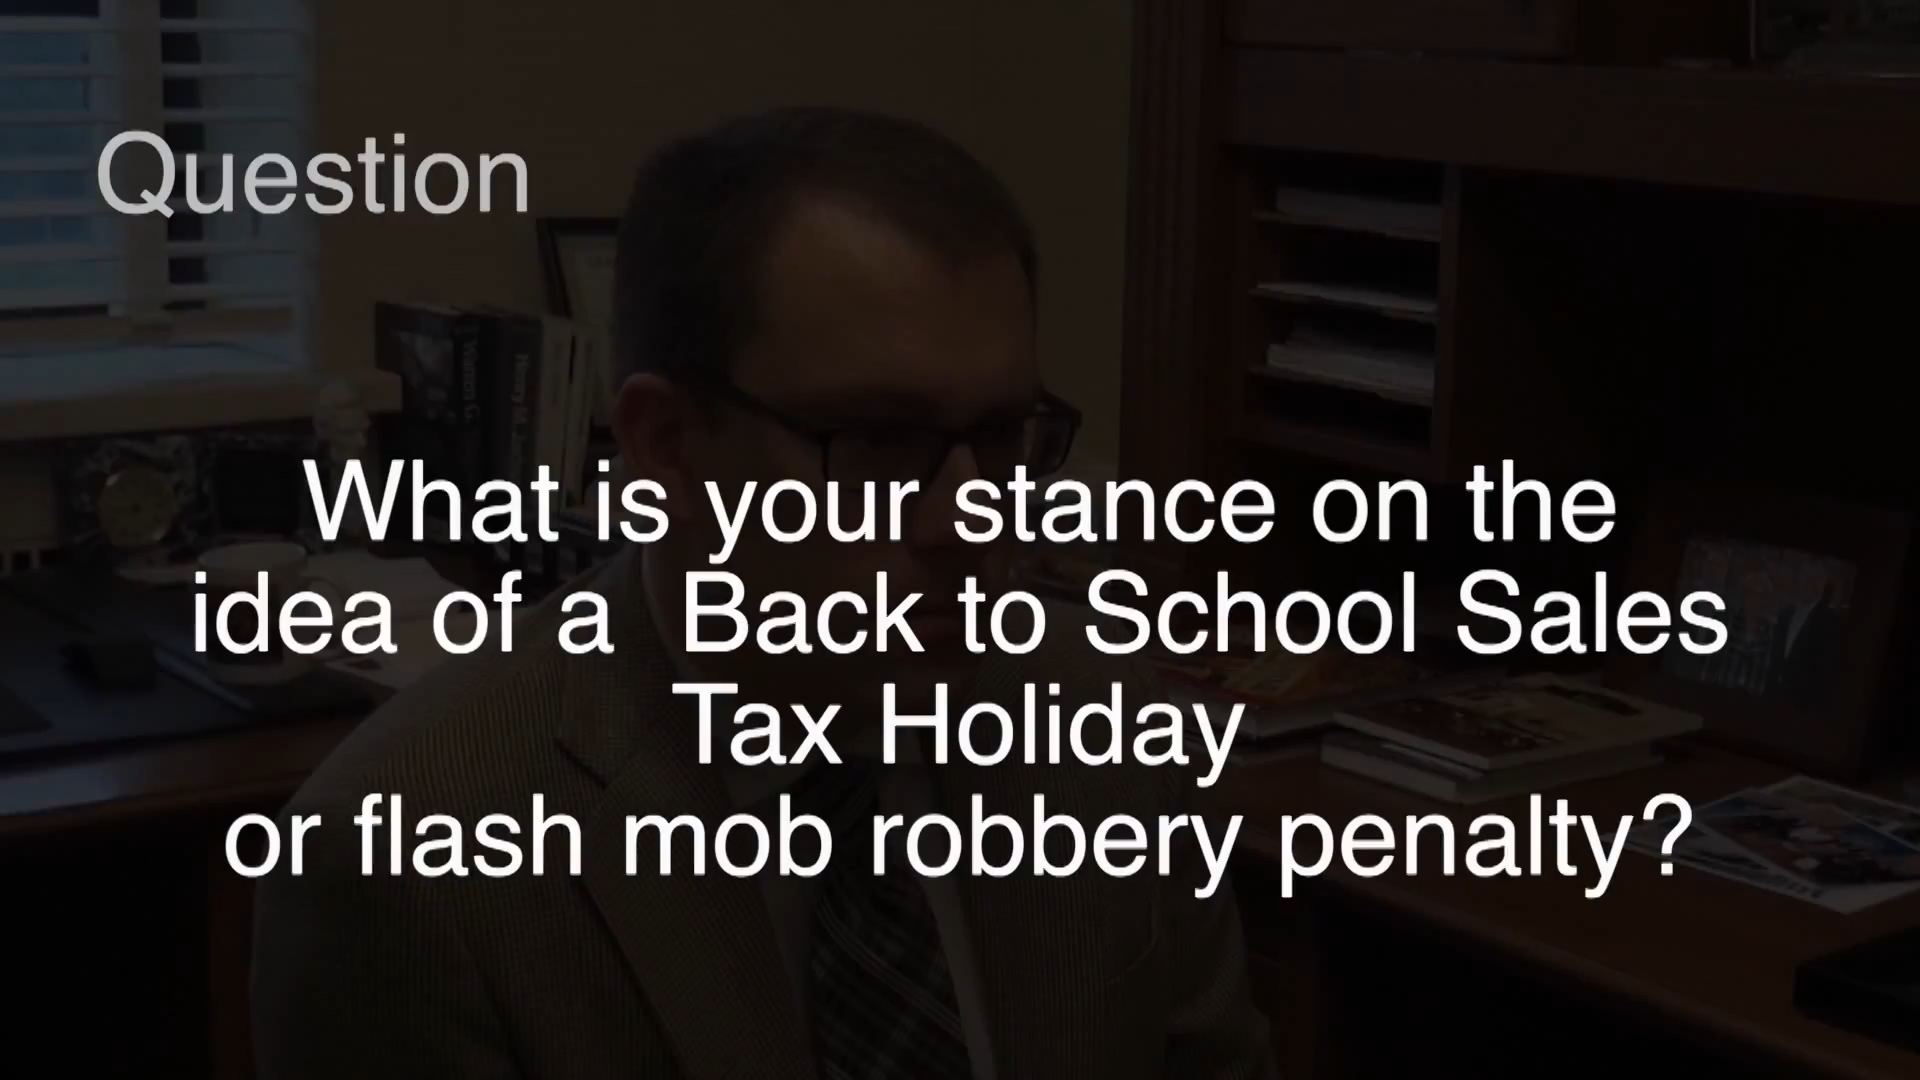 Question
What is your stance on the
idea of a  Back to School Sales
Tax Holiday
or flash mob robbery penalty?
Warren G.